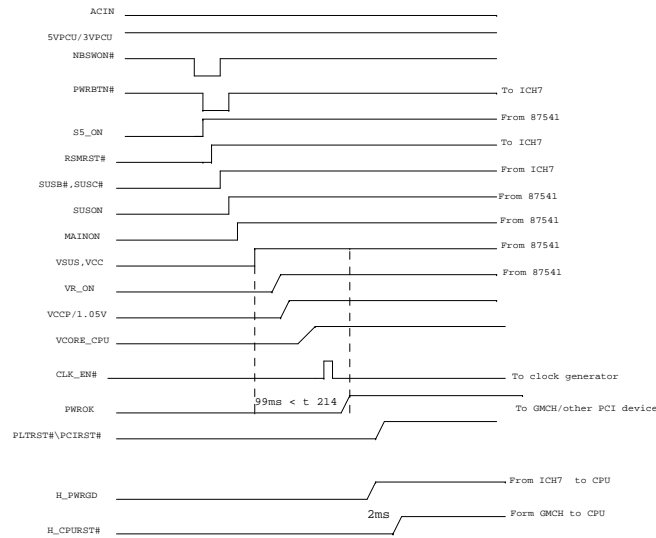 ACIN
5VPCU/3VPCU
NBSWON#
PWRBTN# To ICH7
S5_ON From 87541
RSMRST# To ICH7
SUSB#,SUSC# From ICH7
SUSON From 87541
MAINON From 87541
VSUS,VCC From 87541
VR_ON From 87541
VCCP/1.05V
VCORE_CPU
CLK_EN# To clock generator
PWROK 99ms < t 214 To GMCH/other PCI device
PLTRST#\PCIRST#
H_PWRGD From ICH7 to CPU
2ms Form GMCH to CPU
H_CPURST#